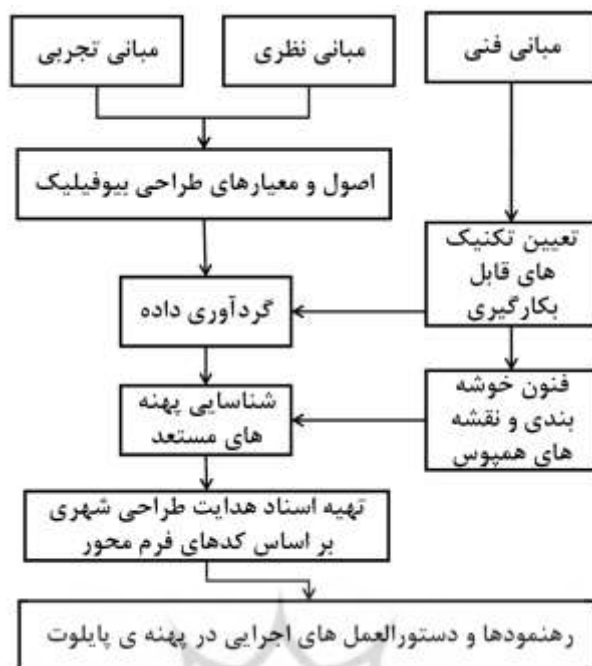 مبانی فنی
مبانی نظری
مبانی تجربی
اصول و معیارهای طراحی بیوفیلیک
تعیین تکنیک
های قابل
بکارگیری
گردآوری داده
فنون خوشه
بندی و نقشه
های همپوس
شناسایی پهنه
های مستعد
تهیه اسناد هدایت طراحی شهری
بر اساس کدهای فرم محور
رهنمودها و دستورالعمل های اجرایی در پهنه ی پایلوت